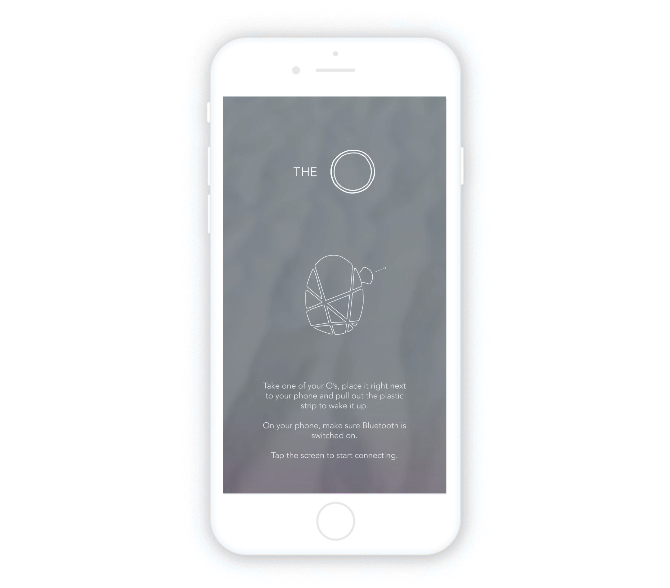 THE O
Take one of your O's, place it right next
to your phone and pull out the plastic
strip to wake it up.
On your phone, make sure Bluetooth is
switched on.
Tap the screen to start connecting.